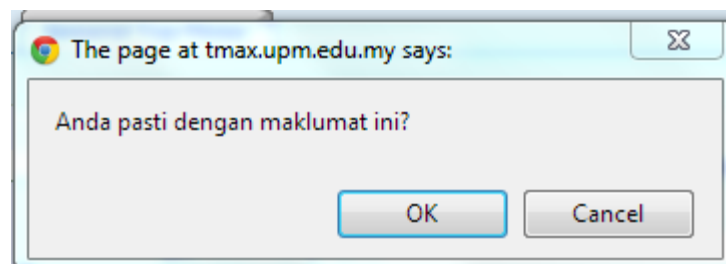 The page at tmax.upm.edu.my says:
Anda pasti dengan maklumat ini?
OK Cancel